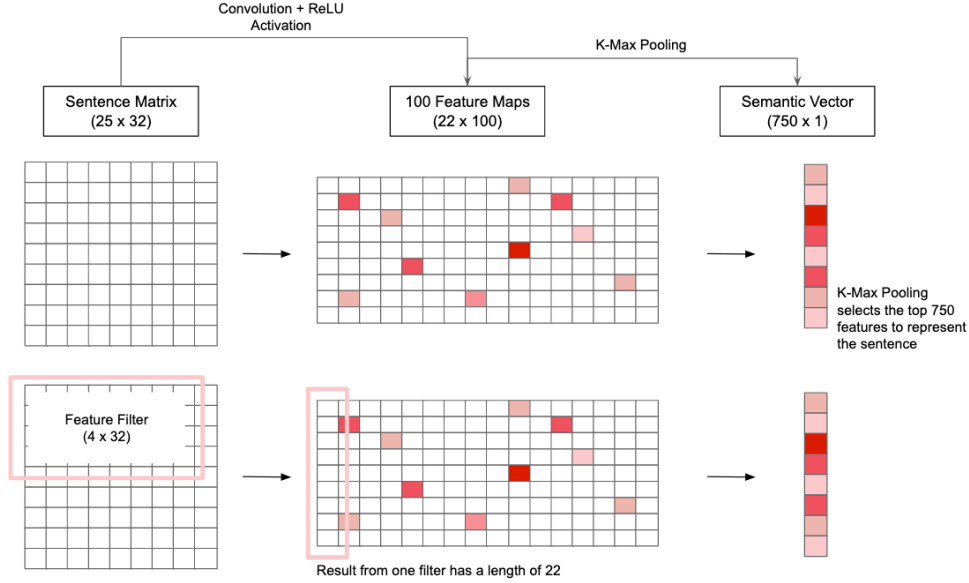 Convolution + ReLU
Activation
K-Max Pooling
Sentence Matrix
(25 x 32)
100 Feature Maps
(22 x 100)
Semantic Vector
(750 x 1)
K-Max Pooling
selects the top 750
features to represent
the sentence
Feature Filter
(4 x 32)
Result from one filter has a length of 22